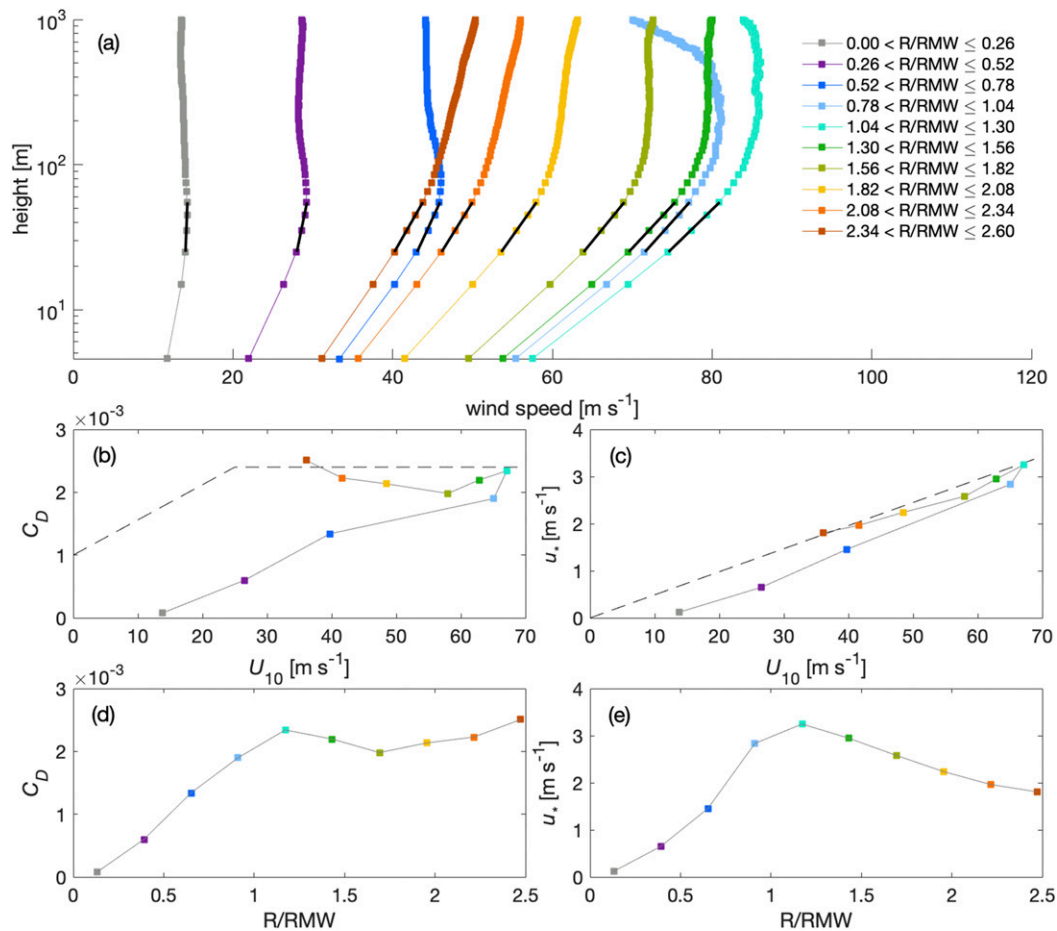 (a)
10³
10²
10¹
height [m]
0 20 40 60 80 100 120
wind speed [m s⁻¹]
0.00 < R/RMW ≤ 0.26
0.26 < R/RMW ≤ 0.52
0.52 < R/RMW ≤ 0.78
0.78 < R/RMW ≤ 1.04
1.04 < R/RMW ≤ 1.30
1.30 < R/RMW ≤ 1.56
1.56 < R/RMW ≤ 1.82
1.82 < R/RMW ≤ 2.08
2.08 < R/RMW ≤ 2.34
2.34 < R/RMW ≤ 2.60
×10⁻³
(b)
3
2
1
0
C_D
0 10 20 30 40 50 60 70
U₁₀ [m s⁻¹]
(c)
4
3
2
1
0
u* [m s⁻¹]
0 10 20 30 40 50 60 70
U₁₀ [m s⁻¹]
×10⁻³
(d)
3
2
1
0
C_D
0 0.5 1 1.5 2 2.5
R/RMW
(e)
4
3
2
1
0
u* [m s⁻¹]
0 0.5 1 1.5 2 2.5
R/RMW